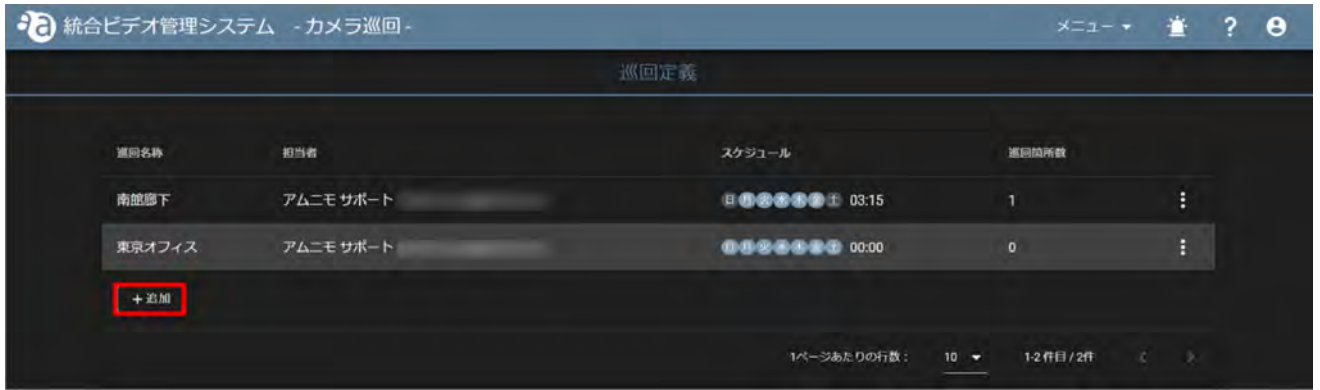 統合ビデオ管理システム - カメラ巡回 - メニュー ?
巡回定義
巡回名称 担当者 スケジュール 巡回箇所数
南館廊下 アムニモ サポート 日 月 火 水 木 金 土 03:15 1
東京オフィス アムニモ サポート 日 月 火 水 木 金 土 00:00 0
+ 追加
1ページあたりの行数: 10 1-2 件目 / 2件